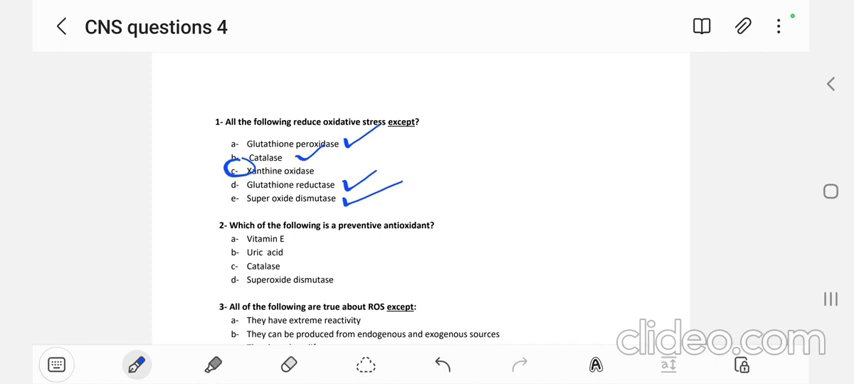 CNS questions 4
1- All the following reduce oxidative stress except?
a- Glutathione peroxidase
b- Catalase
c- Xanthine oxidase
d- Glutathione reductase
e- Super oxide dismutase
2- Which of the following is a preventive antioxidant?
a- Vitamin E
b- Uric acid
c- Catalase
d- Superoxide dismutase
3- All of the following are true about ROS except:
a- They have extreme reactivity
b- They can be produced from endogenous and exogenous sources
clideo.com